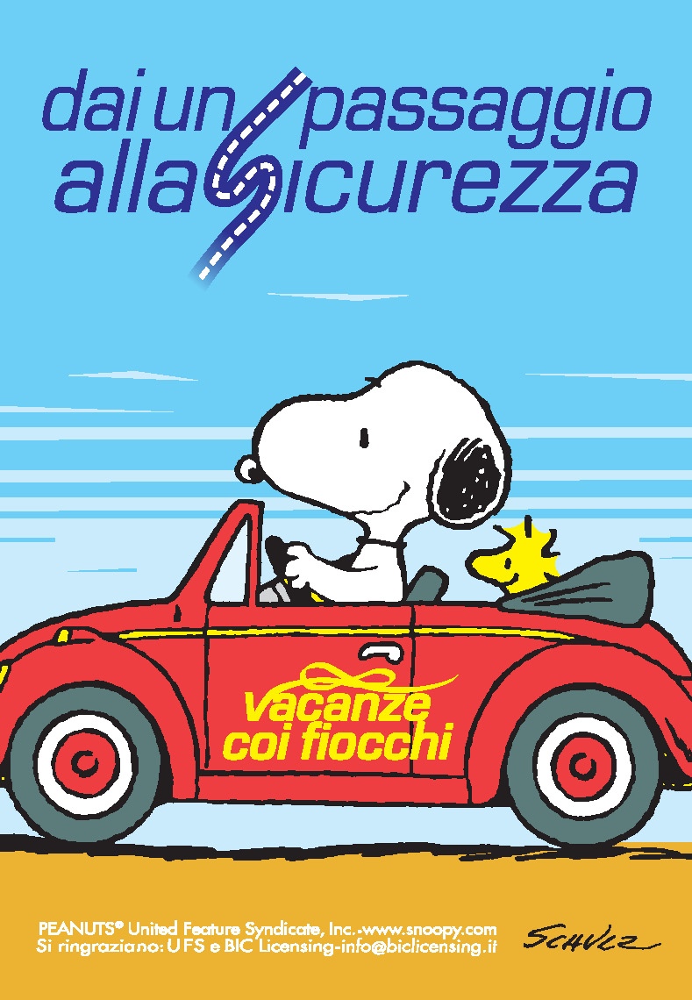 dai un passaggio
alla sicurezza
vacanze
coi fiocchi
PEANUTS® United Feature Syndicate, Inc.-www.snoopy.com
Si ringraziano: UFS e BIC Licensing-info@biclicensing.it
SCHULZ